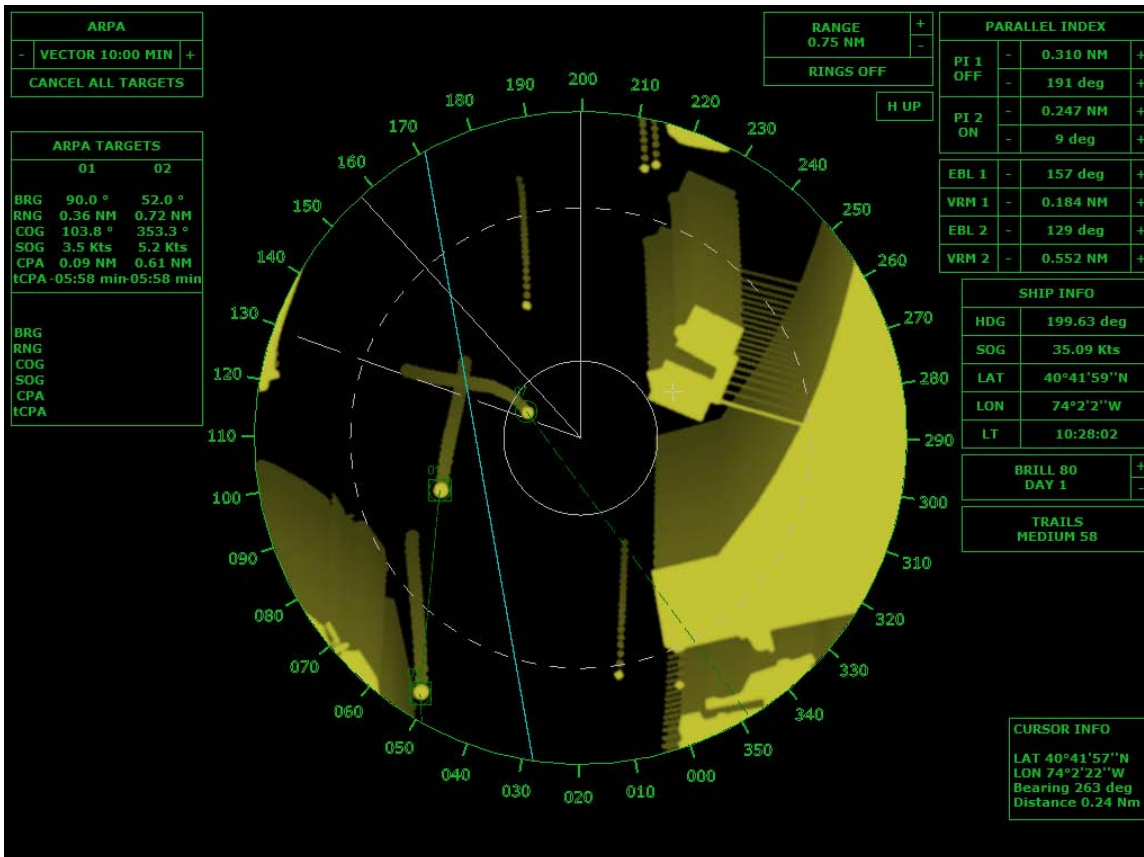 ARPA
- VECTOR 10:00 MIN +
CANCEL ALL TARGETS
ARPA TARGETS
01 02
BRG 90.0 ° 52.0 °
RNG 0.36 NM 0.72 NM
COG 103.8 ° 353.3 °
SOG 3.5 Kts 5.2 Kts
CPA 0.09 NM 0.61 NM
tCPA -05:58 min -05:58 min
BRG
RNG
COG
SOG
CPA
tCPA
RANGE
0.75 NM
+
-
RINGS OFF
H UP
PARALLEL INDEX
PI 1
OFF
- 0.310 NM +
- 191 deg +
PI 2
ON
- 0.247 NM +
- 9 deg +
EBL 1 - 157 deg +
VRM 1 - 0.184 NM +
EBL 2 - 129 deg +
VRM 2 - 0.552 NM +
SHIP INFO
HDG 199.63 deg
SOG 35.09 Kts
LAT 40°41'59"N
LON 74°2'2"W
LT 10:28:02
BRILL 80
DAY 1
+
-
TRAILS
MEDIUM 58
CURSOR INFO
LAT 40°41'57"N
LON 74°2'22"W
Bearing 263 deg
Distance 0.24 Nm
200
210
220
230
240
250
260
270
280
290
300
310
320
330
340
350
000
010
020
030
040
050
060
070
080
090
100
110
120
130
140
150
160
170
180
190